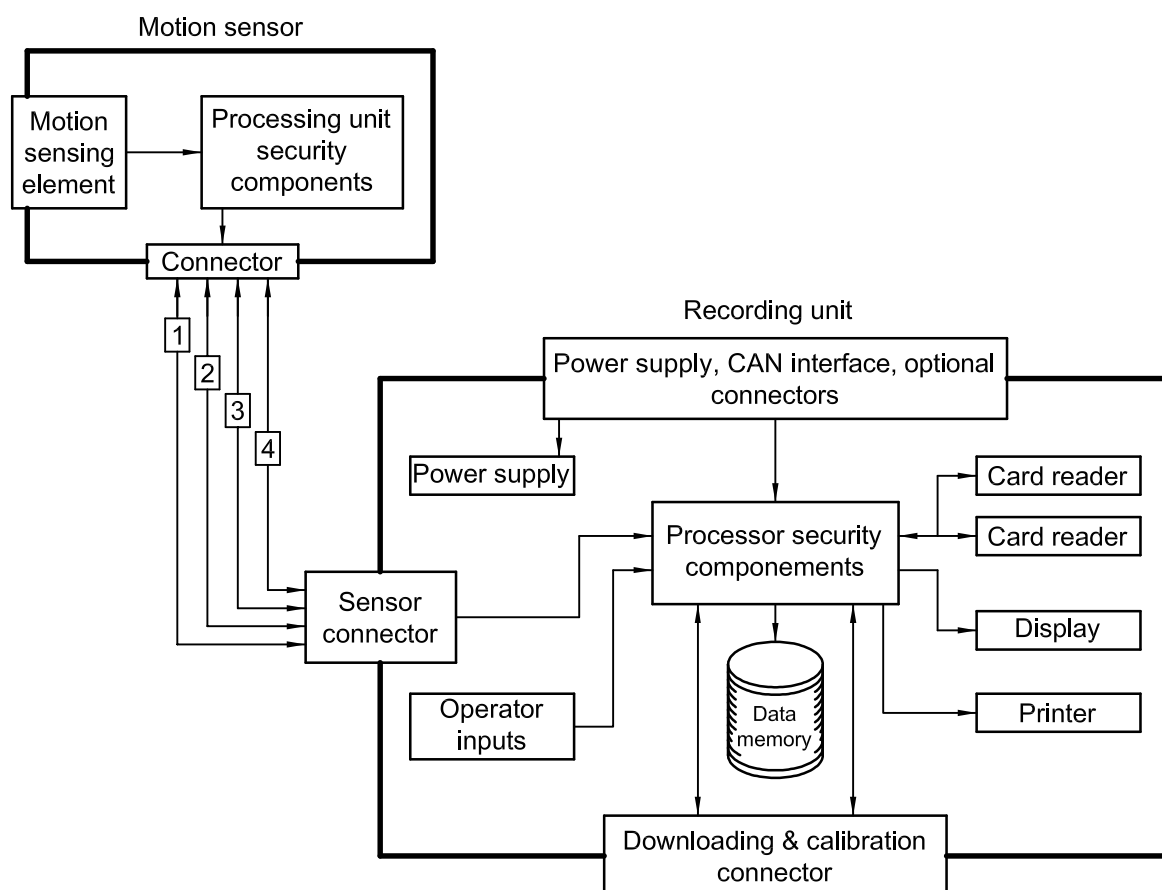 Motion sensor
Motion
sensing
element
Processing unit
security
components
Connector
1
2
3
4
Recording unit
Power supply, CAN interface, optional
connectors
Power supply
Card reader
Card reader
Processor security
componements
Sensor
connector
Display
Operator
inputs
Data
memory
Printer
Downloading & calibration
connector